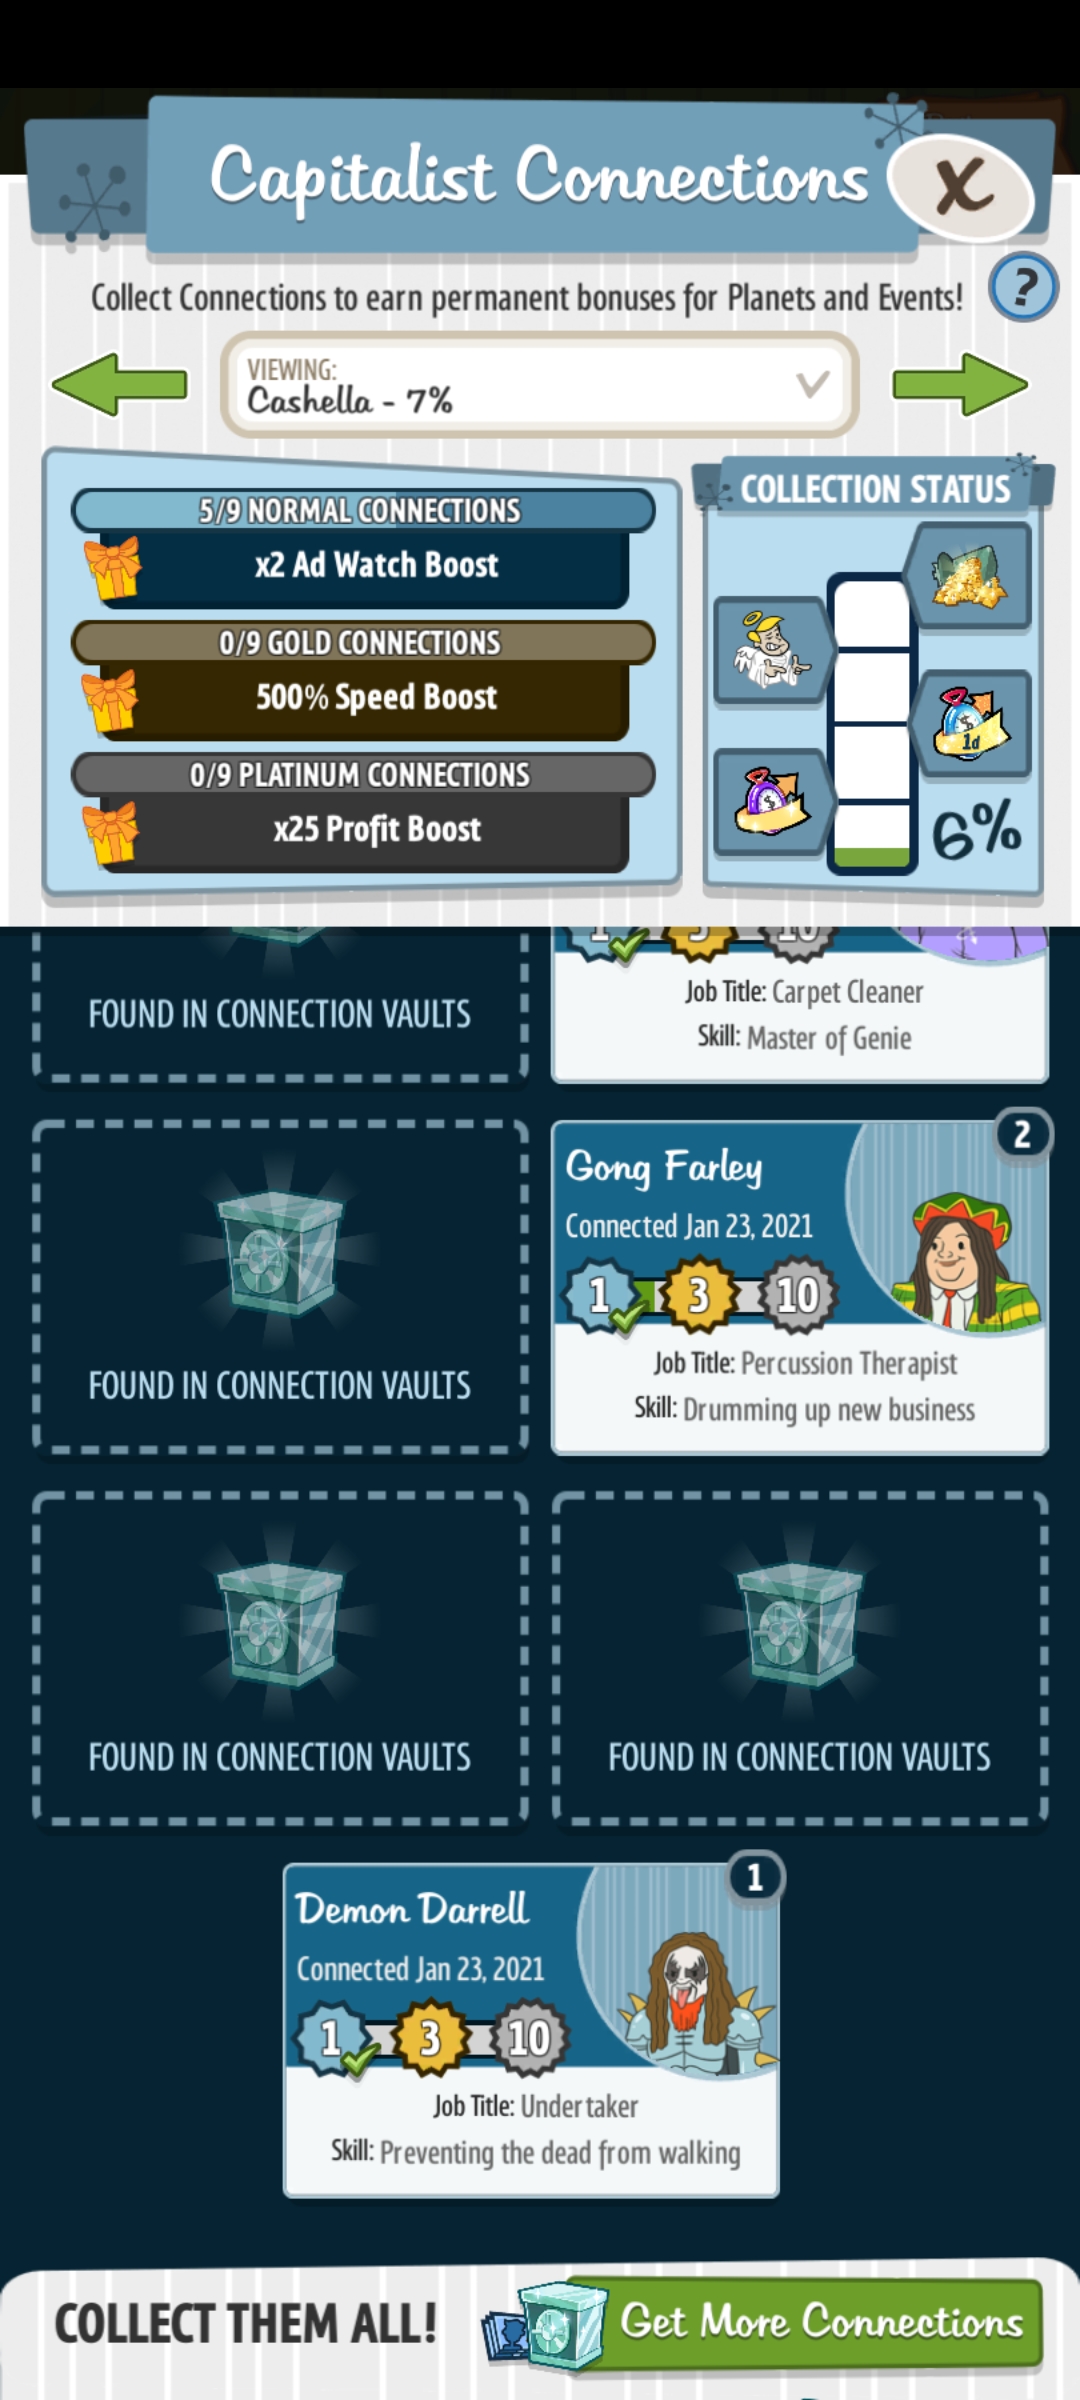 Capitalist Connections
X
Collect Connections to earn permanent bonuses for Planets and Events!
?
VIEWING:
Cashella - 7%
5/9 NORMAL CONNECTIONS
x2 Ad Watch Boost
0/9 GOLD CONNECTIONS
500% Speed Boost
0/9 PLATINUM CONNECTIONS
x25 Profit Boost
COLLECTION STATUS
1d
6%
FOUND IN CONNECTION VAULTS
1 3 10
Job Title: Carpet Cleaner
Skill: Master of Genie
FOUND IN CONNECTION VAULTS
2
Gong Farley
Connected Jan 23, 2021
1 3 10
Job Title: Percussion Therapist
Skill: Drumming up new business
FOUND IN CONNECTION VAULTS
FOUND IN CONNECTION VAULTS
1
Demon Darrell
Connected Jan 23, 2021
1 3 10
Job Title: Undertaker
Skill: Preventing the dead from walking
COLLECT THEM ALL!
Get More Connections